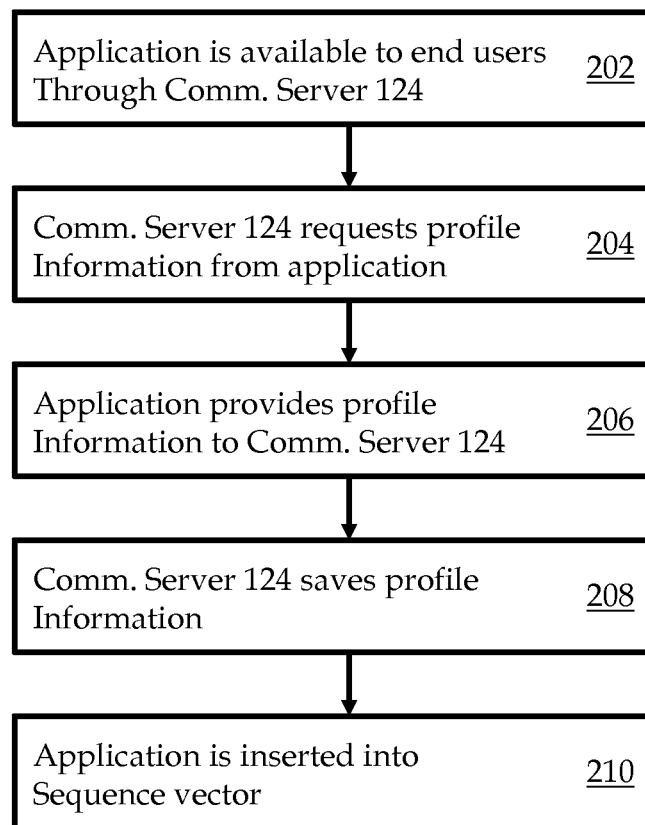 Application is available to end users
Through Comm. Server 124
202
Comm. Server 124 requests profile
Information from application
204
Application provides profile
Information to Comm. Server 124
206
Comm. Server 124 saves profile
Information
208
Application is inserted into
Sequence vector
210